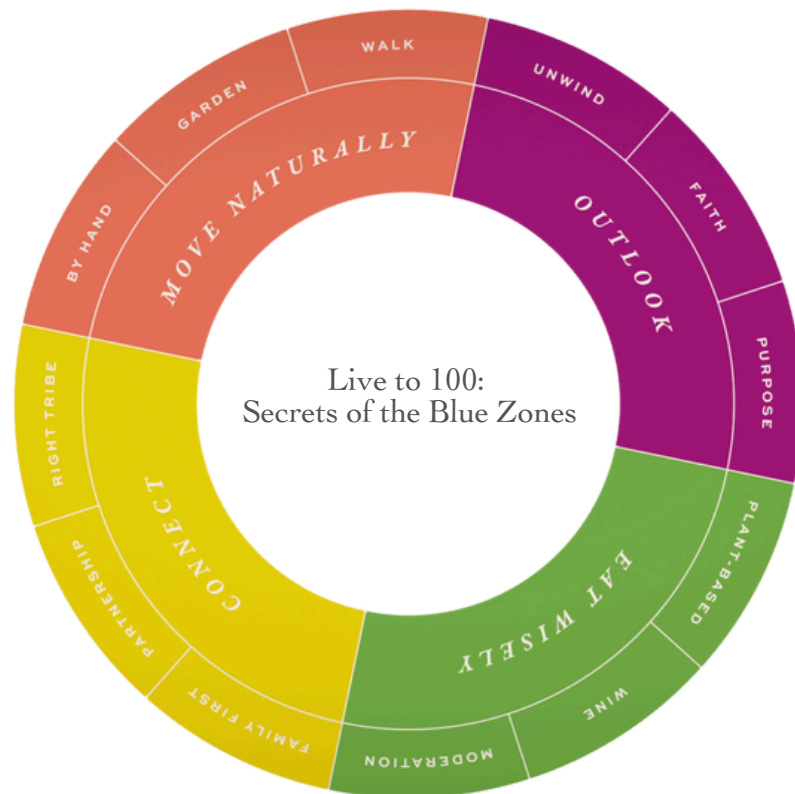 WALK
UNWIND
GARDEN
FAITH
BY HAND
PURPOSE
MOVE NATURALLY
OUTLOOK
Live to 100:
Secrets of the Blue Zones
RIGHT TRIBE
CONNECT
EAT WISELY
PLANT-BASED
PARTNERSHIP
WINE
FAMILY FIRST
MODERATION